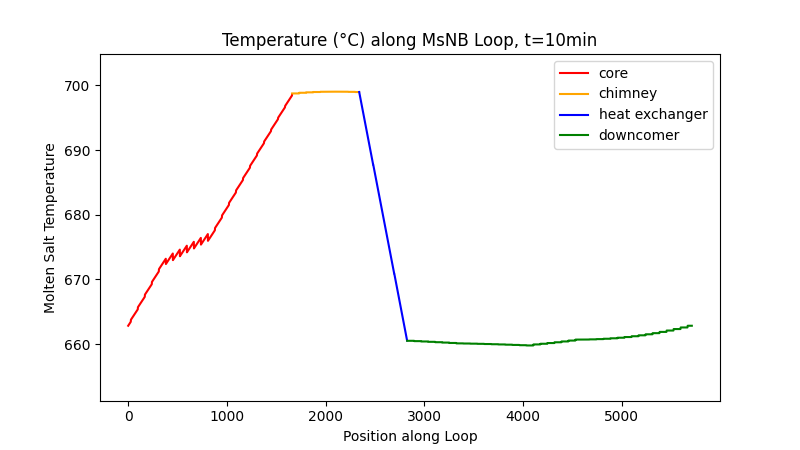 Temperature (°C) along MsNB Loop, t=10min
core
chimney
heat exchanger
downcomer
Molten Salt Temperature
700
690
680
670
660
0 1000 2000 3000 4000 5000
Position along Loop